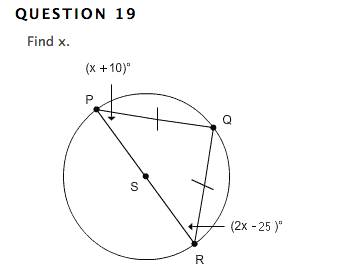 QUESTION 19
Find x.
(x +10)°
P
Q
S
(2x - 25 )°
R